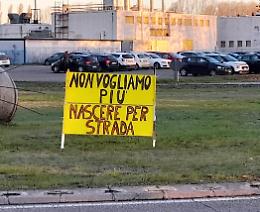 NON VOGLIAMO
PIU'
NASCERE PER
STRADA